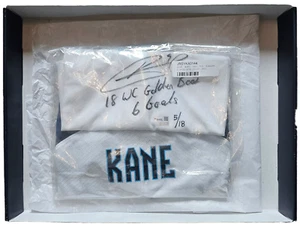 18 WC Golden Boot
6 Goals
5/18
KANE